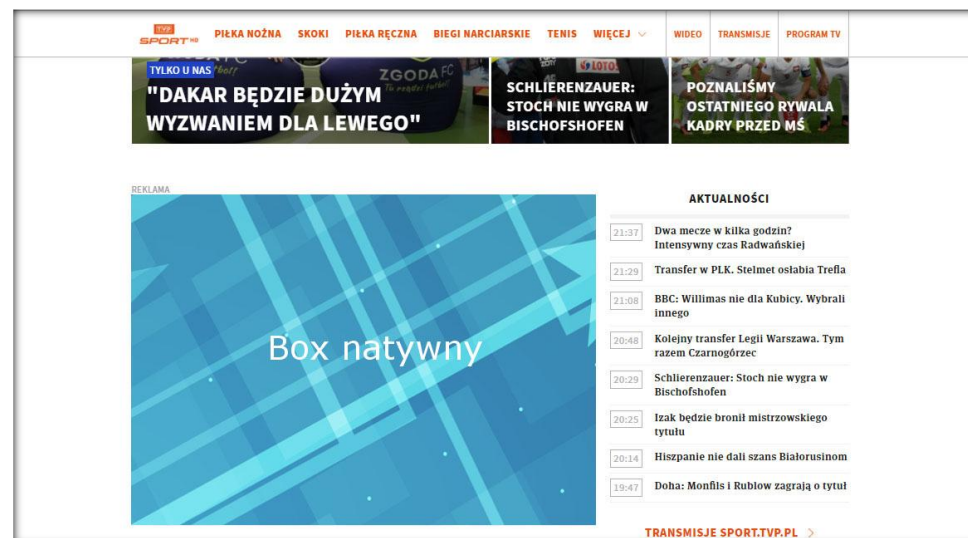 TVP
SPORT HD
PIŁKA NOŻNA SKOKI PIŁKA RĘCZNA BIEGI NARCIARSKIE TENIS WIĘCEJ WIDEO TRANSMISJE PROGRAM TV
TYLKO U NAS
ZGODA FC
LOTO
"DAKAR BĘDZIE DUŻYM
WYZWANIEM DLA LEWEGO"
SCHLIERENZAUER:
STOCH NIE WYGRA W
BISCHOFSHOFEN
POZNALIŚMY
OSTATNIEGO RYWALA
KADRY PRZED MŚ
REKLAMA
Box natywny
AKTUALNOŚCI
21:37 Dwa mecze w kilka godzin?
Intensywny czas Radwańskiej
21:29 Transfer w PLK. Stelmet osłabia Trefla
21:08 BBC: Willimas nie dla Kubicy. Wybrali
innego
20:48 Kolejny transfer Legii Warszawa. Tym
razem Czarnogórzec
20:29 Schlierenzauer: Stoch nie wygra w
Bischofshofen
20:25 Izak będzie bronił mistrzowskiego
tytułu
20:14 Hiszpanie nie dali szans Białorusinom
19:47 Doha: Monfils i Rublow zagrają o tytuł
TRANSMISJE SPORT.TVP.PL